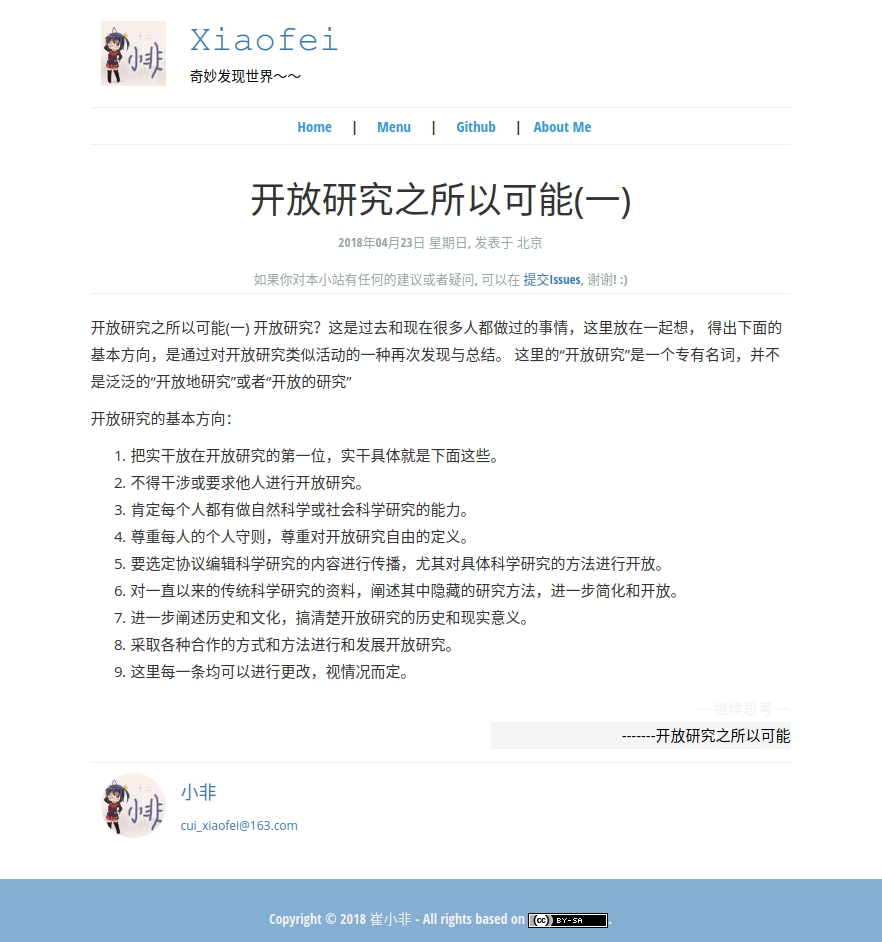 小非
Xiaofei
奇妙发现世界～～
Home | Menu | Github | About Me
开放研究之所以可能(一)
2018年04月23日 星期日, 发表于 北京
如果你对本小站有任何的建议或者疑问, 可以在 提交Issues, 谢谢! :)
开放研究之所以可能(一) 开放研究？这是过去和现在很多人都做过的事情，这里放在一起想， 得出下面的
基本方向，是通过对开放研究类似活动的一种再次发现与总结。 这里的“开放研究”是一个专有名词，并不
是泛泛的“开放地研究”或者“开放的研究”
开放研究的基本方向：
1. 把实干放在开放研究的第一位，实干具体就是下面这些。
2. 不得干涉或要求他人进行开放研究。
3. 肯定每个人都有做自然科学或社会科学研究的能力。
4. 尊重每人的个人守则，尊重对开放研究自由的定义。
5. 要选定协议编辑科学研究的内容进行传播，尤其对具体科学研究的方法进行开放。
6. 对一直以来的传统科学研究的资料，阐述其中隐藏的研究方法，进一步简化和开放。
7. 进一步阐述历史和文化，搞清楚开放研究的历史和现实意义。
8. 采取各种合作的方式和方法进行和发展开放研究。
9. 这里每一条均可以进行更改，视情况而定。
~~继续思考~~
-------开放研究之所以可能
小非
小非
cui_xiaofei@163.com
Copyright © 2018 崔小非 - All rights based on cc BY-SA.